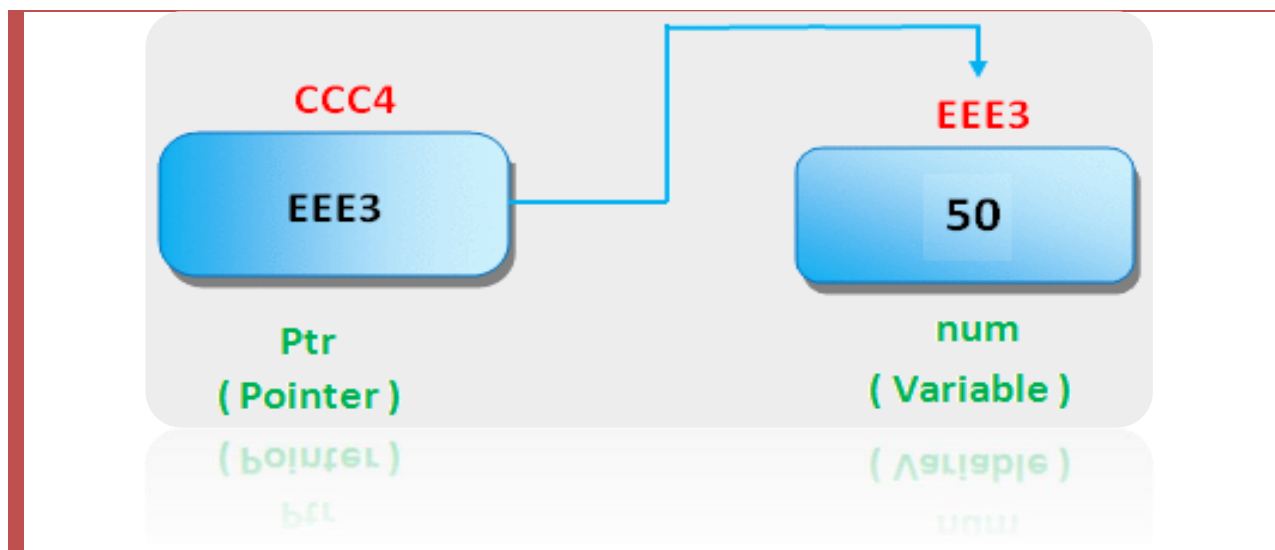 CCC4
EEE3
EEE3
50
Ptr
( Pointer )
num
( Variable )